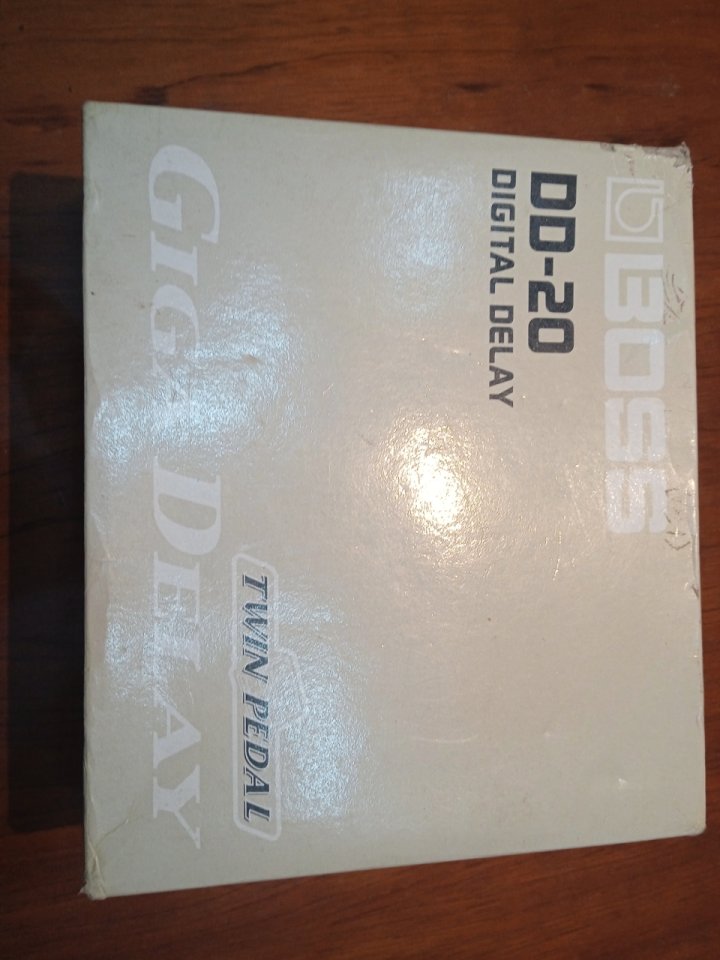 BOSS
DD-20
DIGITAL DELAY
TWIN PEDAL
GIGA DELAY